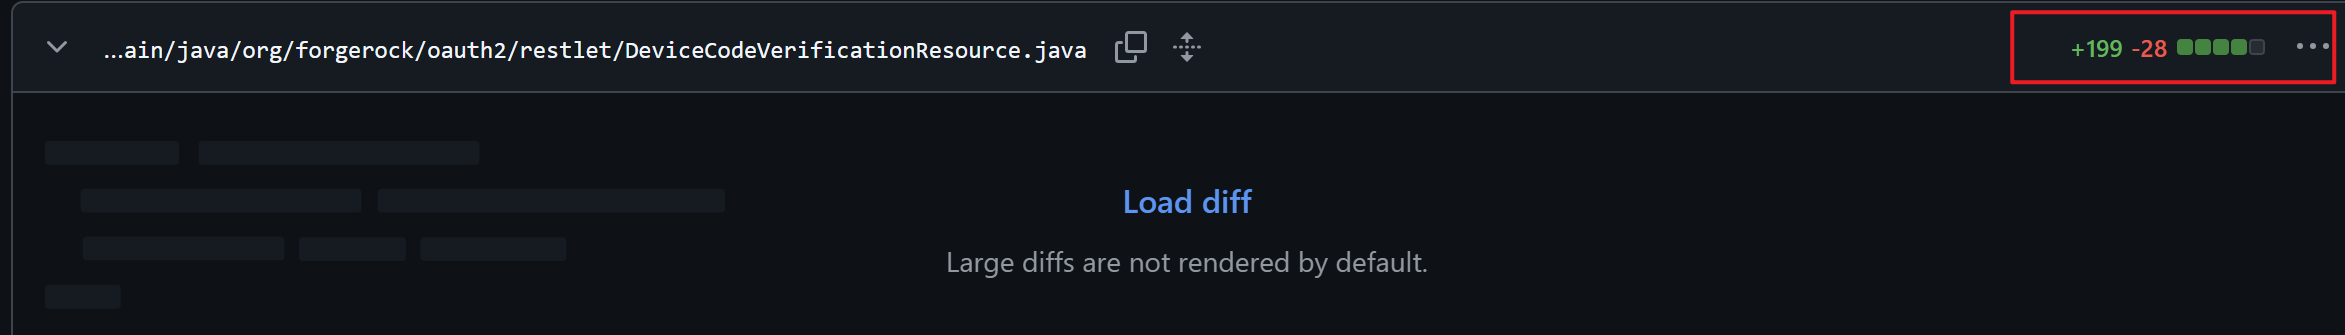 ...ain/java/org/forgerock/oauth2/restlet/DeviceCodeVerificationResource.java +199 -28
Load diff
Large diffs are not rendered by default.